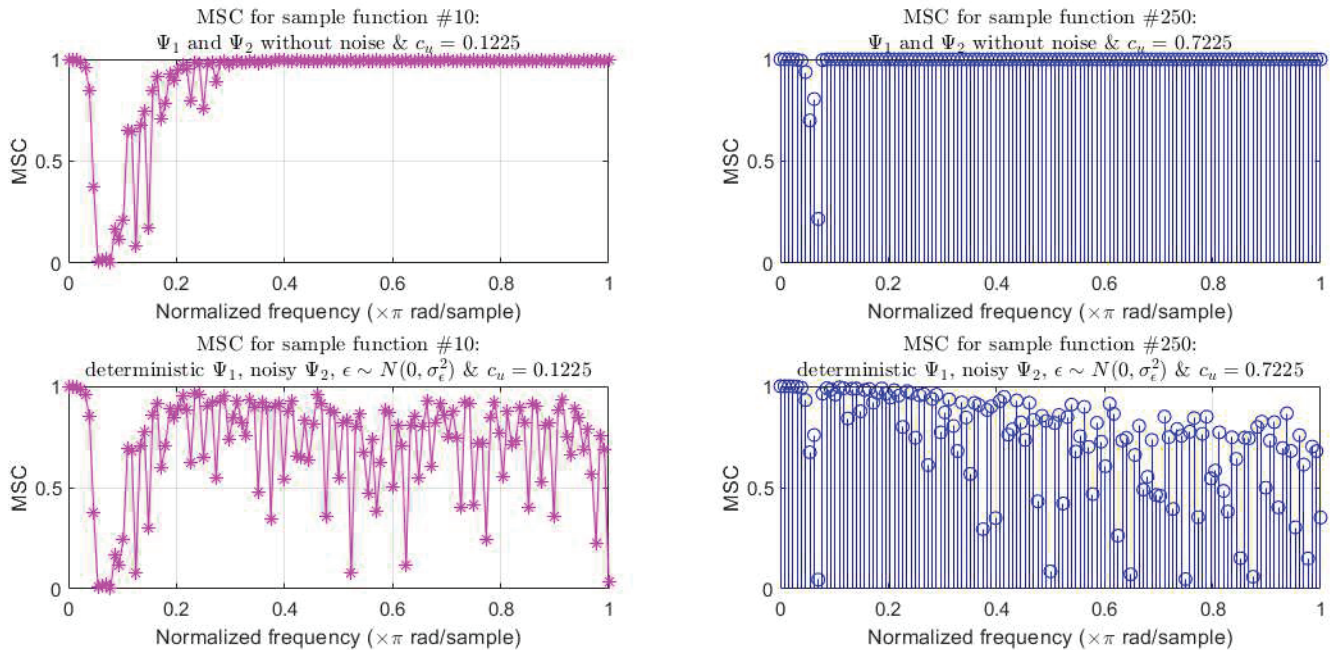 MSC for sample function #10:
Ψ₁ and Ψ₂ without noise & c_u = 0.1225
MSC
1
0.5
0
0 0.2 0.4 0.6 0.8 1
Normalized frequency (×π rad/sample)
MSC for sample function #250:
Ψ₁ and Ψ₂ without noise & c_u = 0.7225
MSC
1
0.5
0
0 0.2 0.4 0.6 0.8 1
Normalized frequency (×π rad/sample)
MSC for sample function #10:
deterministic Ψ₁, noisy Ψ₂, ϵ ∼ N(0, σ_ϵ²) & c_u = 0.1225
MSC
1
0.5
0
0 0.2 0.4 0.6 0.8 1
Normalized frequency (×π rad/sample)
MSC for sample function #250:
deterministic Ψ₁, noisy Ψ₂, ϵ ∼ N(0, σ_ϵ²) & c_u = 0.7225
MSC
1
0.5
0
0 0.2 0.4 0.6 0.8 1
Normalized frequency (×π rad/sample)